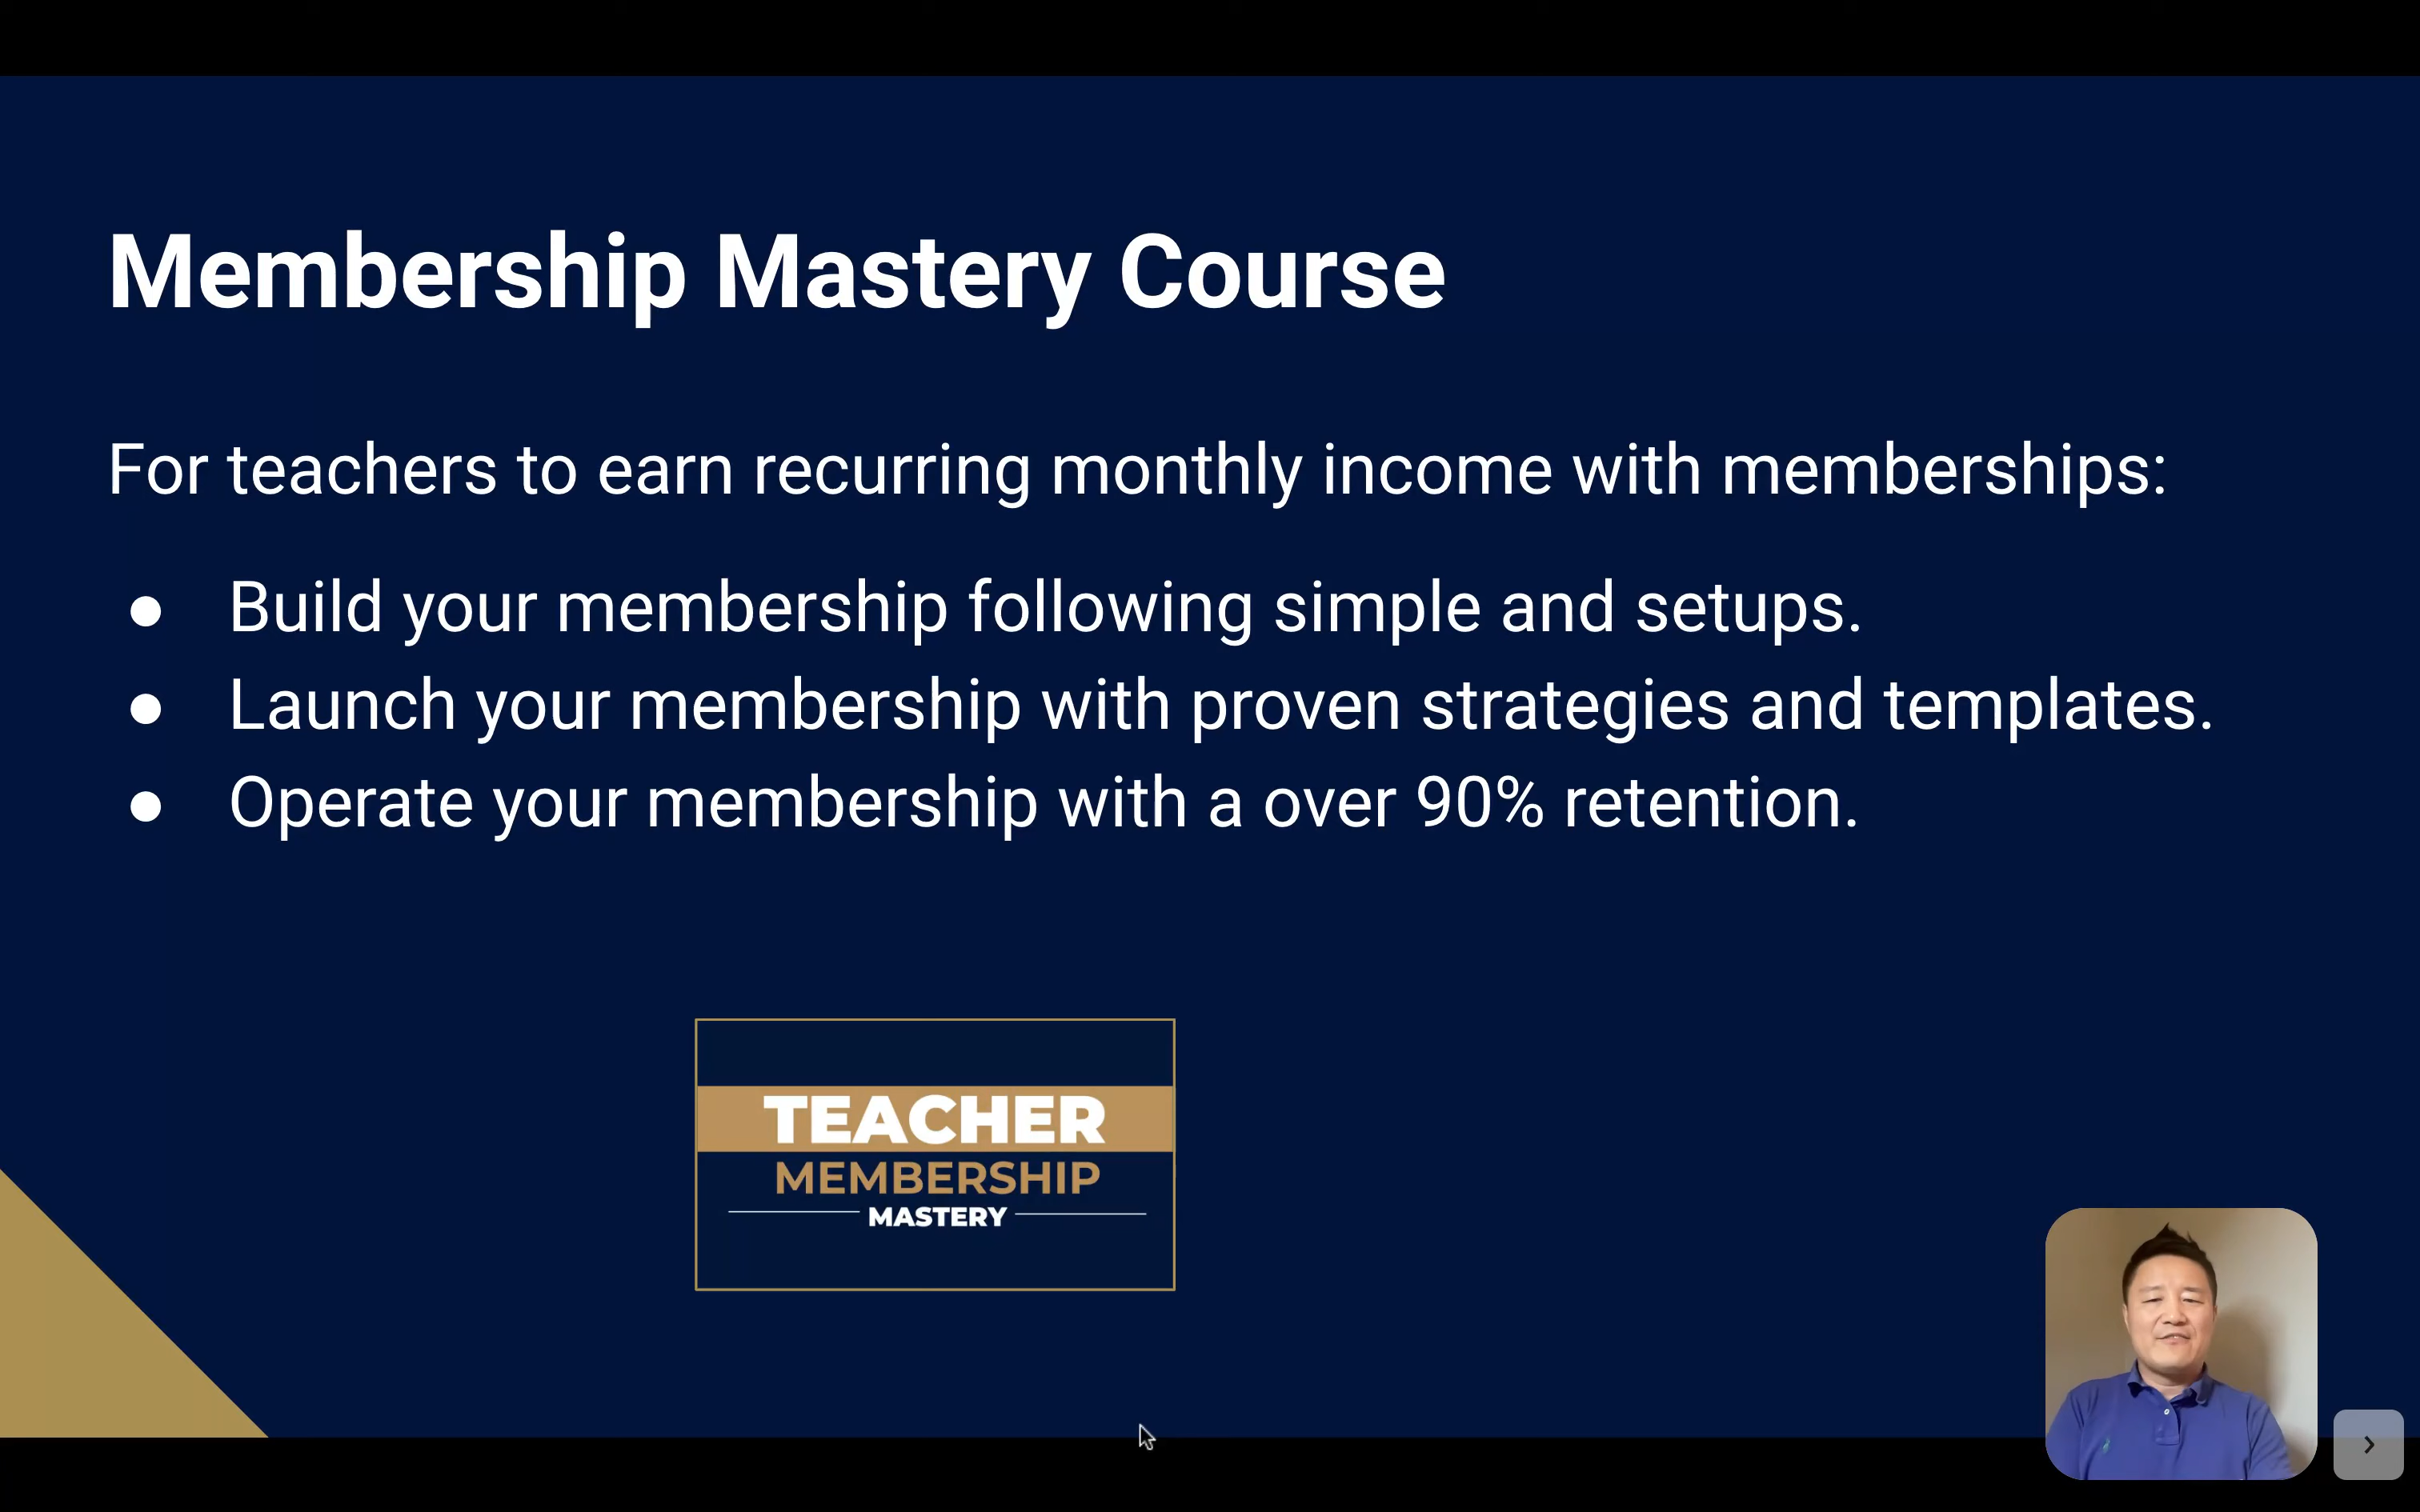 Membership Mastery Course
For teachers to earn recurring monthly income with memberships:
● Build your membership following simple and setups.
● Launch your membership with proven strategies and templates.
● Operate your membership with a over 90% retention.
TEACHER
MEMBERSHIP
MASTERY